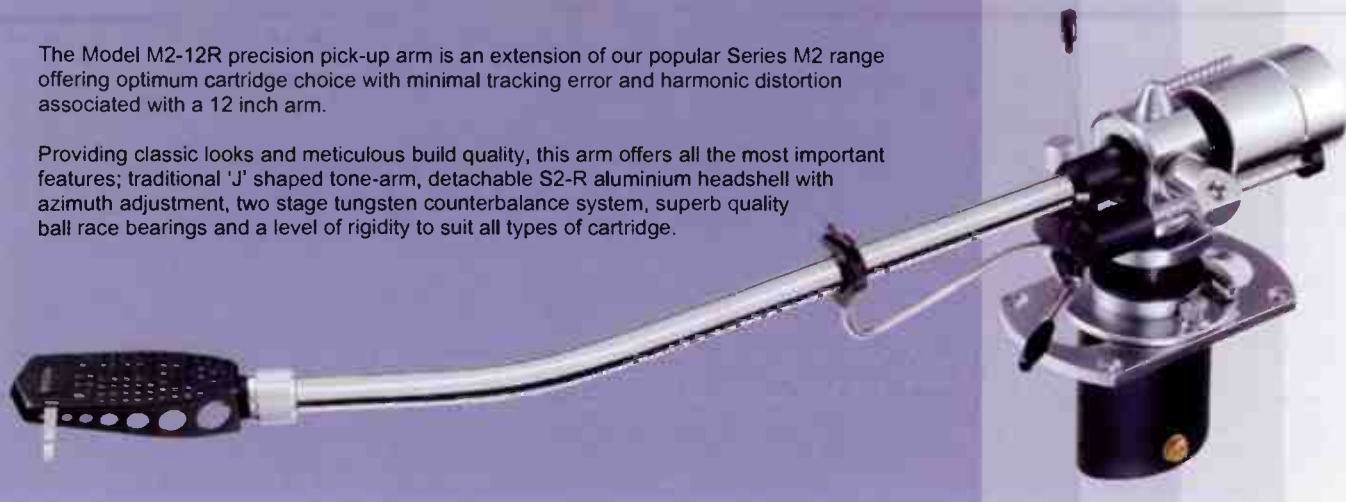 The Model M2-12R precision pick-up arm is an extension of our popular Series M2 range
offering optimum cartridge choice with minimal tracking error and harmonic distortion
associated with a 12 inch arm.
Providing classic looks and meticulous build quality, this arm offers all the most important
features; traditional 'J' shaped tone-arm, detachable S2-R aluminium headshell with
azimuth adjustment, two stage tungsten counterbalance system, superb quality
ball race bearings and a level of rigidity to suit all types of cartridge.